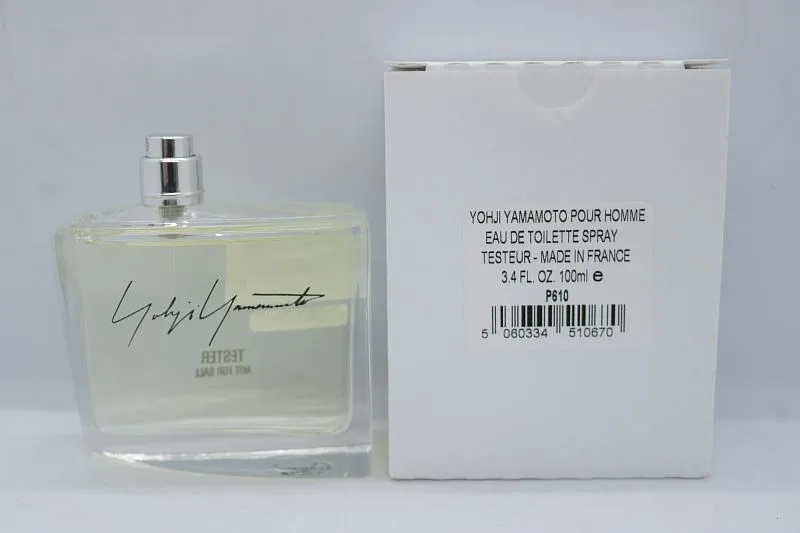 Yohji Yamamoto
TESTER
NOT FOR SALE
YOHJI YAMAMOTO POUR HOMME
EAU DE TOILETTE SPRAY
TESTEUR - MADE IN FRANCE
3.4 FL. OZ. 100ml e
P610
5 060334 510670